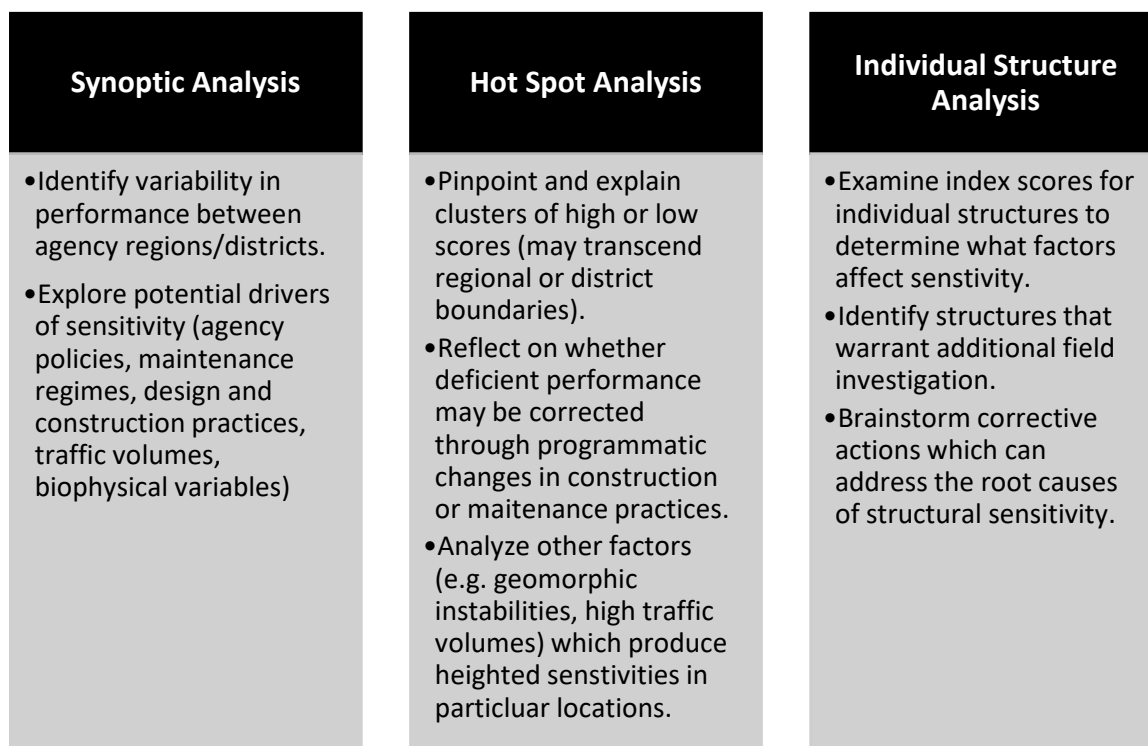 Synoptic Analysis
•Identify variability in
performance between
agency regions/districts.
•Explore potential drivers
of sensitivity (agency
policies, maintenance
regimes, design and
construction practices,
traffic volumes,
biophysical variables)
Hot Spot Analysis
•Pinpoint and explain
clusters of high or low
scores (may transcend
regional or district
boundaries).
•Reflect on whether
deficient performance
may be corrected
through programmatic
changes in construction
or maitenance practices.
•Analyze other factors
(e.g. geomorphic
instabilities, high traffic
volumes) which produce
heighted senstivities in
particluar locations.
Individual Structure
Analysis
•Examine index scores for
individual structures to
determine what factors
affect senstivity.
•Identify structures that
warrant additional field
investigation.
•Brainstorm corrective
actions which can
address the root causes
of structural sensitivity.